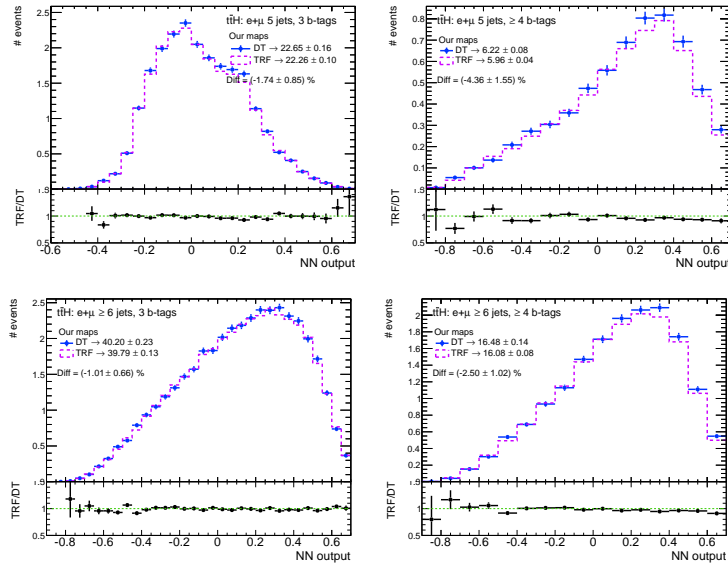 # events
tt̄H: e+μ 5 jets, 3 b-tags
Our maps
DT → 22.65 ± 0.16
TRF → 22.26 ± 0.10
Diff = (-1.74 ± 0.85) %
2.5
2
1.5
1
0.5
TRF/DT
1.5
1
0.5
-0.6 -0.4 -0.2 0 0.2 0.4 0.6
NN output
# events
tt̄H: e+μ 5 jets, ≥ 4 b-tags
Our maps
DT → 6.22 ± 0.08
TRF → 5.96 ± 0.04
Diff = (-4.36 ± 1.55) %
0.8
0.7
0.6
0.5
0.4
0.3
0.2
0.1
TRF/DT
1.5
1
0.5
-0.8 -0.6 -0.4 -0.2 0 0.2 0.4 0.6
NN output
# events
tt̄H: e+μ ≥ 6 jets, 3 b-tags
Our maps
DT → 40.20 ± 0.23
TRF → 39.79 ± 0.13
Diff = (-1.01 ± 0.66) %
2.5
2
1.5
1
0.5
TRF/DT
1.5
1
0.5
-0.8 -0.6 -0.4 -0.2 0 0.2 0.4 0.6
NN output
# events
tt̄H: e+μ ≥ 6 jets, ≥ 4 b-tags
Our maps
DT → 16.48 ± 0.14
TRF → 16.08 ± 0.08
Diff = (-2.50 ± 1.02) %
2
1.8
1.6
1.4
1.2
1
0.8
0.6
0.4
0.2
TRF/DT
1.5
1
0.5
-0.8 -0.6 -0.4 -0.2 0 0.2 0.4 0.6
NN output